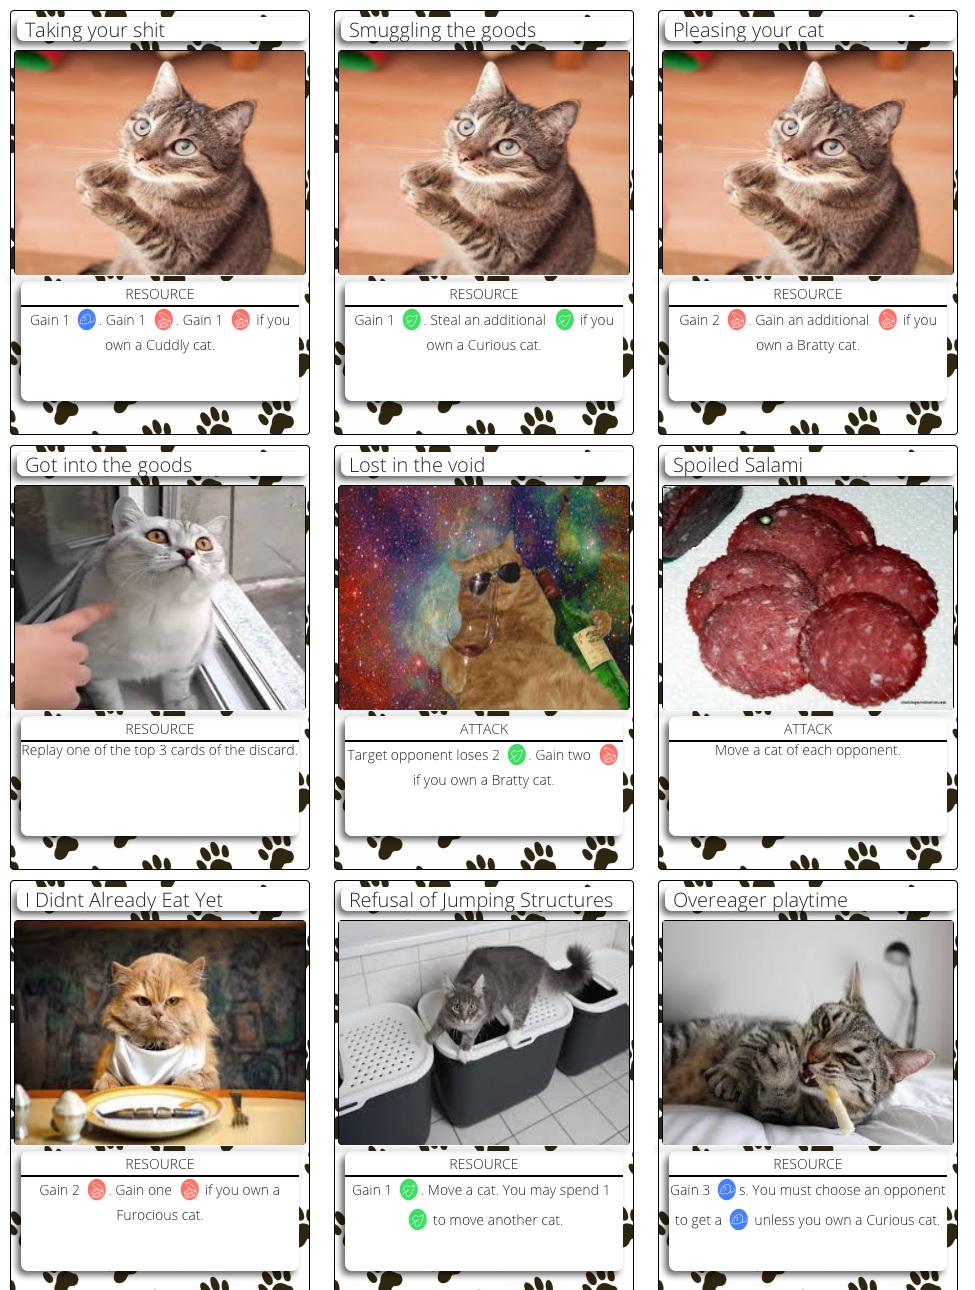 Taking your shit
Smuggling the goods
Pleasing your cat
RESOURCE
Gain 1 . Gain 1 . Gain 1 if you
own a Cuddly cat.
RESOURCE
Gain 1 . Steal an additional if you
own a Curious cat.
RESOURCE
Gain 2 . Gain an additional if you
own a Bratty cat.
Got into the goods
Lost in the void
Spoiled Salami
RESOURCE
Replay one of the top 3 cards of the discard.
ATTACK
Target opponent loses 2 . Gain two
if you own a Bratty cat.
ATTACK
Move a cat of each opponent.
I Didnt Already Eat Yet
Refusal of Jumping Structures
Overeager playtime
RESOURCE
Gain 2 . Gain one if you own a
Furocious cat.
RESOURCE
Gain 1 . Move a cat. You may spend 1
to move another cat.
RESOURCE
Gain 3 s. You must choose an opponent
to get a unless you own a Curious cat.